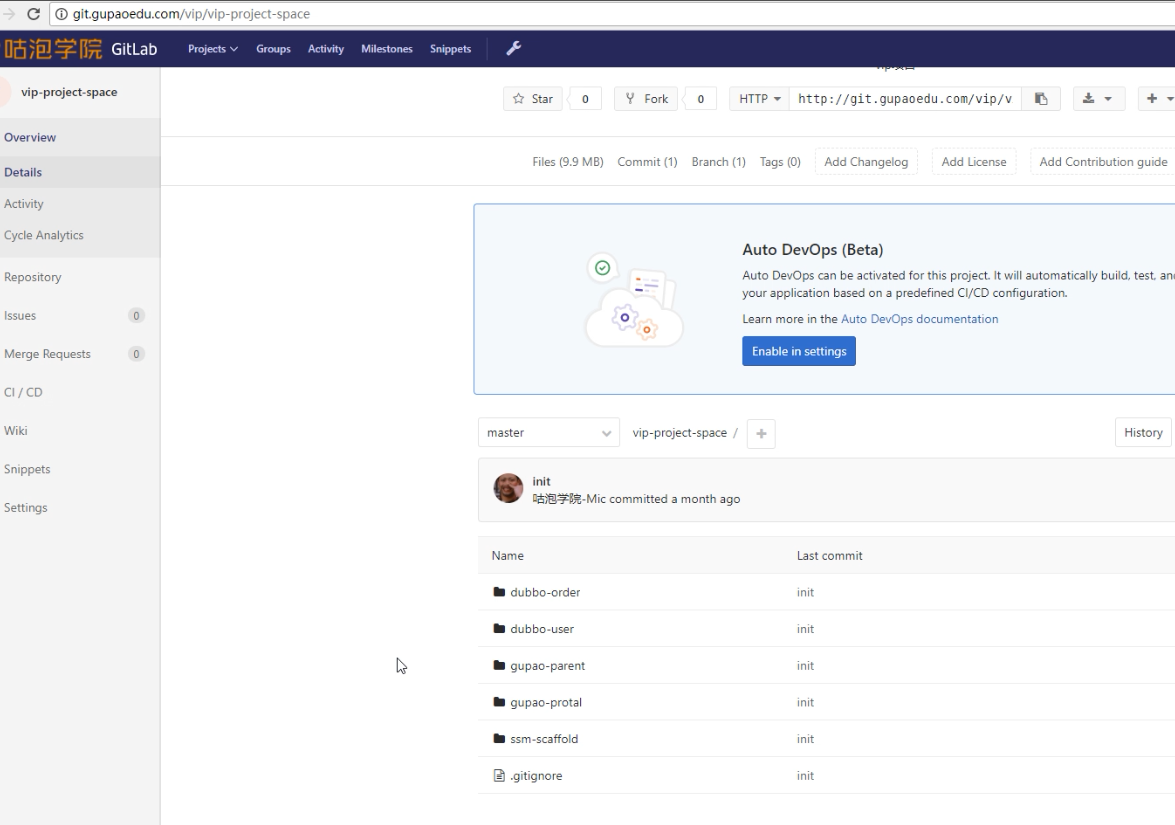 git.gupaoedu.com/vip/vip-project-space
咕泡学院 GitLab Projects Groups Activity Milestones Snippets
vip-project-space
Overview
Details
Activity
Cycle Analytics
Repository
Issues 0
Merge Requests 0
CI / CD
Wiki
Snippets
Settings
Star 0 Fork 0 HTTP http://git.gupaoedu.com/vip/v
Files (9.9 MB) Commit (1) Branch (1) Tags (0) Add Changelog Add License Add Contribution guide
Auto DevOps (Beta)
Auto DevOps can be activated for this project. It will automatically build, test, and
your application based on a predefined CI/CD configuration.
Learn more in the Auto DevOps documentation
Enable in settings
master vip-project-space / + History
init
咕泡学院-Mic committed a month ago
Name Last commit
dubbo-order init
dubbo-user init
gupao-parent init
gupao-protal init
ssm-scaffold init
.gitignore init